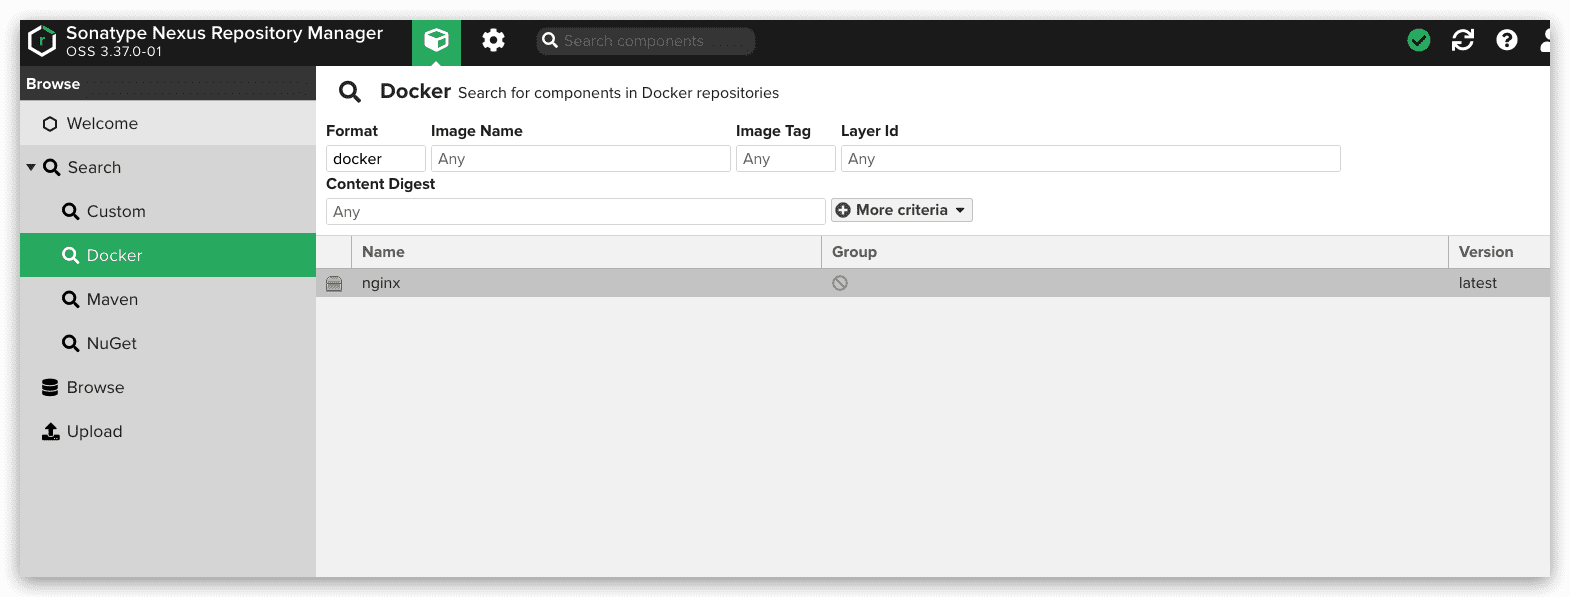 Sonatype Nexus Repository Manager
OSS 3.37.0-01
Search components
Browse
Welcome
Search
Custom
Docker
Maven
NuGet
Browse
Upload
Docker Search for components in Docker repositories
Format Image Name Image Tag Layer Id
docker Any Any Any
Content Digest
Any More criteria
Name Group Version
nginx latest